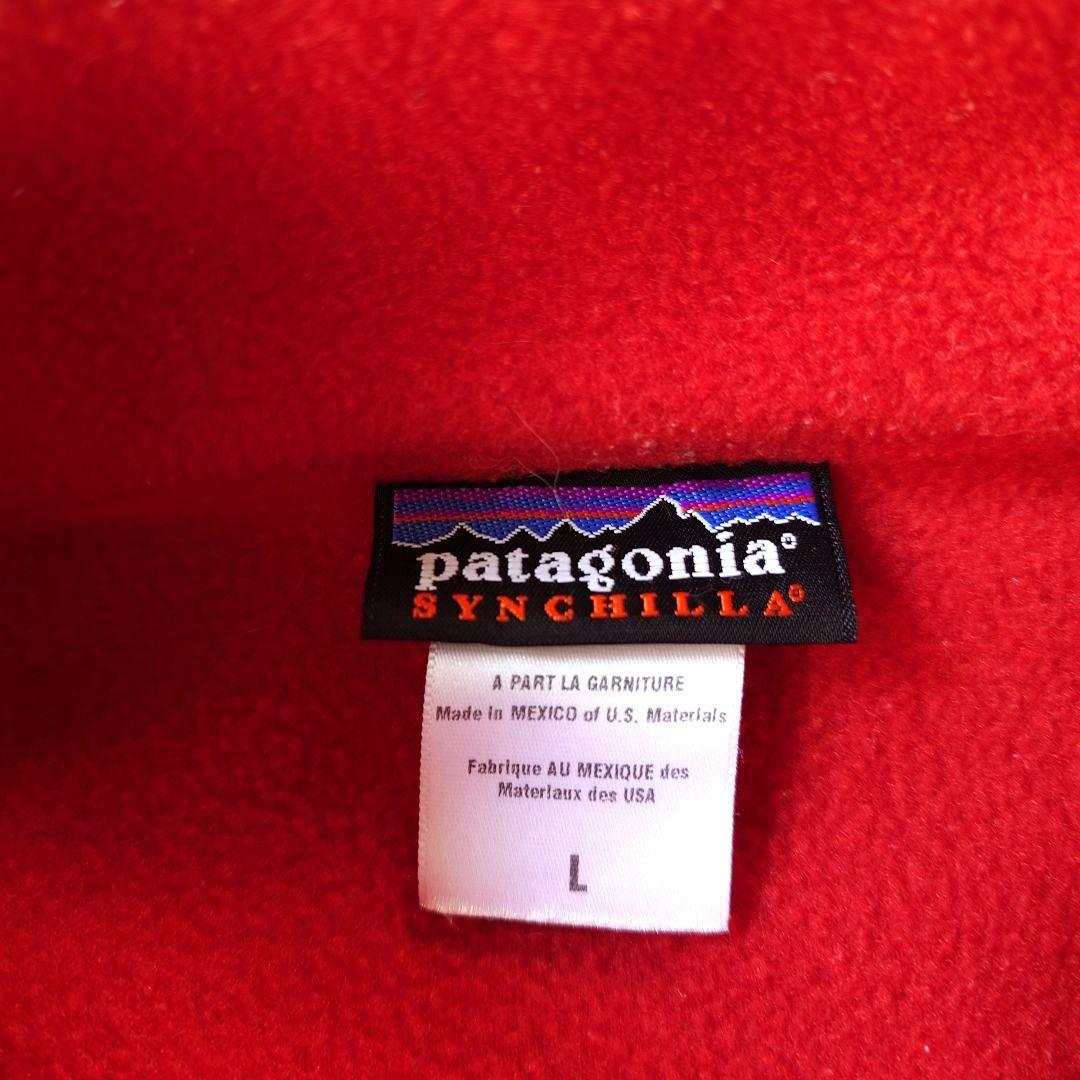 patagonia®
SYNCHILLA®
A PART LA GARNITURE
Made in MEXICO of U.S. Materials
Fabrique AU MEXIQUE des
Materiaux des USA
L